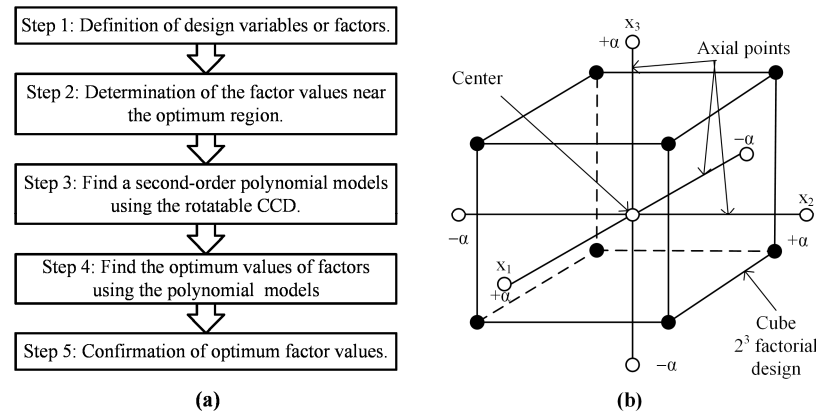 Step 1: Definition of design variables or factors.
Step 2: Determination of the factor values near
the optimum region.
Step 3: Find a second-order polynomial models
using the rotatable CCD.
Step 4: Find the optimum values of factors
using the polynomial models
Step 5: Confirmation of optimum factor values.
(a)
x₃
+α
Axial points
Center
−α
x₂
−α
+α
x₁
+α
Cube
2³ factorial
design
−α
(b)